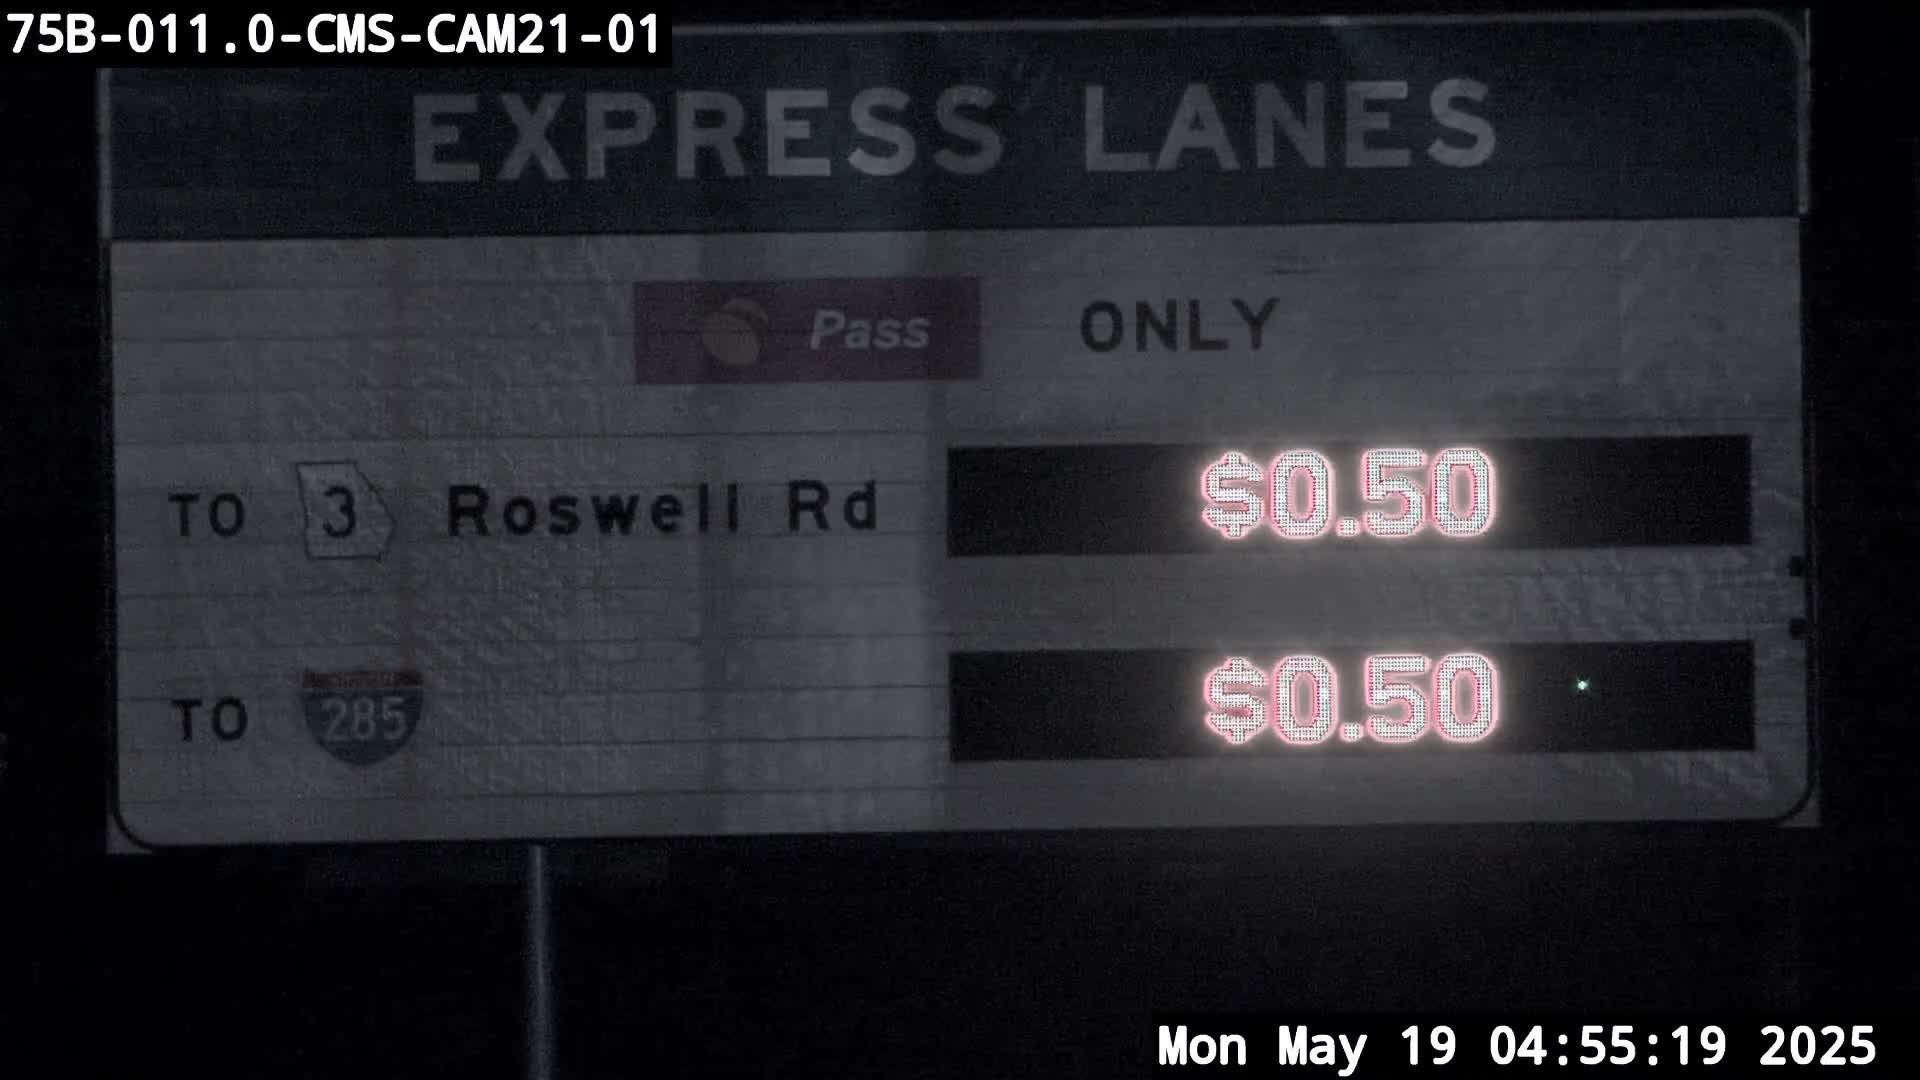 75B-011.0-CMS-CAM21-01
EXPRESS LANES
Pass ONLY
TO 3 Roswell Rd $0.50
TO 285 $0.50
Mon May 19 04:55:19 2025